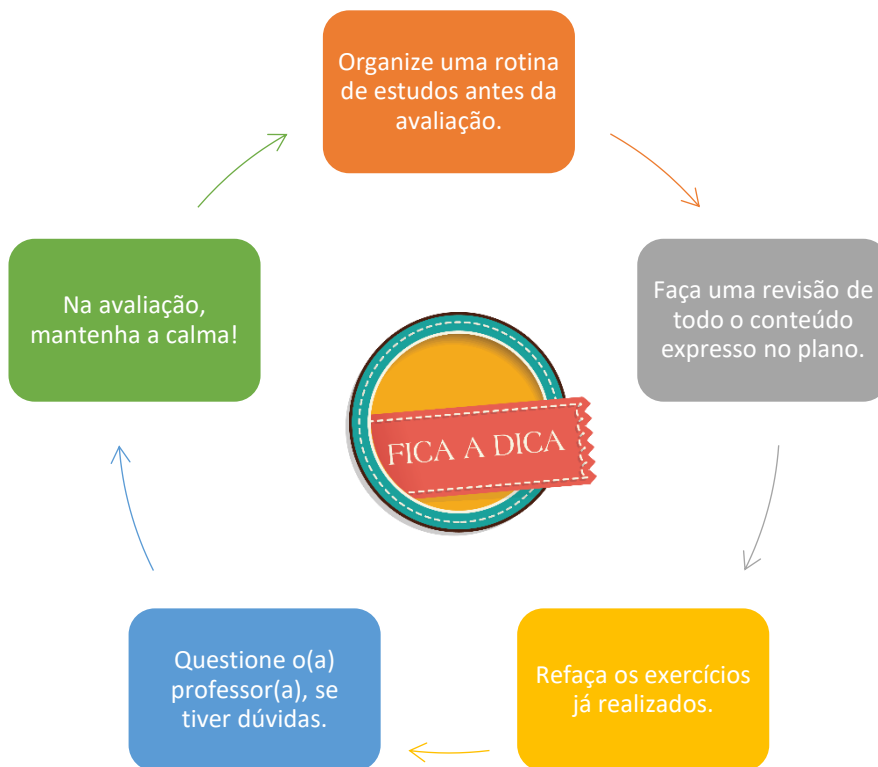 Organize uma rotina
de estudos antes da
avaliação.
Faça uma revisão de
todo o conteúdo
expresso no plano.
Refaça os exercícios
já realizados.
Questione o(a)
professor(a), se
tiver dúvidas.
Na avaliação,
mantenha a calma!
FICA A DICA